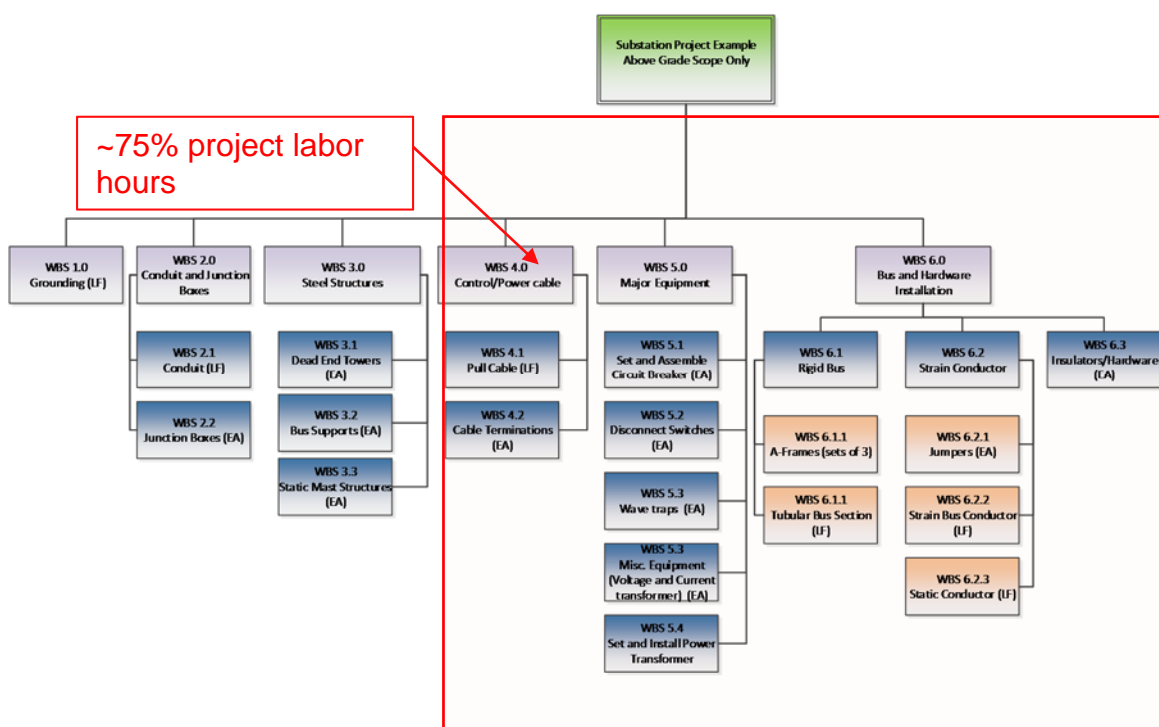 Substation Project Example
Above Grade Scope Only
~75% project labor
hours
WBS 1.0
Grounding (LF)
WBS 2.0
Conduit and Junction
Boxes
WBS 2.1
Conduit (LF)
WBS 2.2
Junction Boxes (EA)
WBS 3.0
Steel Structures
WBS 3.1
Dead End Towers
(EA)
WBS 3.2
Bus Supports (EA)
WBS 3.3
Static Mast Structures
(EA)
WBS 4.0
Control/Power cable
WBS 4.1
Pull Cable (LF)
WBS 4.2
Cable Terminations
(EA)
WBS 5.0
Major Equipment
WBS 5.1
Set and Assemble
Circuit Breaker (EA)
WBS 5.2
Disconnect Switches
(EA)
WBS 5.3
Wave traps (EA)
WBS 5.3
Misc. Equipment
(Voltage and Current
transformer) (EA)
WBS 5.4
Set and Install Power
Transformer
WBS 6.0
Bus and Hardware
Installation
WBS 6.1
Rigid Bus
WBS 6.1.1
A-Frames (sets of 3)
WBS 6.1.1
Tubular Bus Section
(LF)
WBS 6.2
Strain Conductor
WBS 6.2.1
Jumpers (EA)
WBS 6.2.2
Strain Bus Conductor
(LF)
WBS 6.2.3
Static Conductor (LF)
WBS 6.3
Insulators/Hardware
(EA)